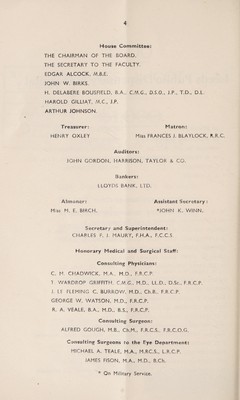 4
House Committee:
THE CHAIRMAN OF THE BOARD.
THE SECRETARY TO THE FACULTY.
EDGAR ALCOCK, M.B.E.
JOHN W. BIRKS.
H. DELABERE BOUSFIELD, B.A., C.M.G., D.S.O., J.P., T.D., D.L.
HAROLD GILLIAT, M.C., J.P.
ARTHUR JOHNSON.
Treasurer: Matron:
HENRY OXLEY Miss FRANCES J. BLAYLOCK, R.R.C.
Auditors:
JOHN GORDON, HARRISON, TAYLOR & CO.
Bankers:
LLOYDS BANK, LTD.
Almoner: Assistant Secretary:
Miss M. E. BIRCH. *JOHN K. WINN.
Secretary and Superintendent:
CHARLES F. J. MAURY, F.H.A., F.C.C.S.
Honorary Medical and Surgical Staff:
Consulting Physicians:
C. M. CHADWICK, M.A., M.D., F.R.C.P.
T. WARDROP GRIFFITH, C.M.G., M.D., LL.D., D.Sc., F.R.C.P.
J. LE FLEMING C. BURROW, M.D., Ch.B., F.R.C.P.
GEORGE W. WATSON, M.D., F.R.C.P.
R. A. VEALE, B.A., M.D., B.S., F.R.C.P.
Consulting Surgeon:
ALFRED GOUGH, M.B., Ch.M., F.R.C.S., F.R.C.O.G.
Consulting Surgeons to the Eye Department:
MICHAEL A. TEALE, M.A., M.R.C.S., L.R.C.P.
JAMES FISON, M.A., M.D., B.Ch.
* On Military Service.